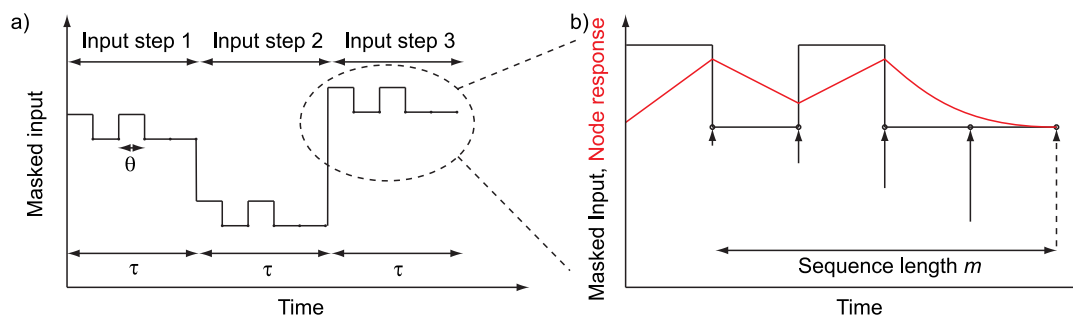 a)
Input step 1
Input step 2
Input step 3
Masked input
θ
τ
τ
τ
Time
b)
Masked Input, Node response
Sequence length m
Time